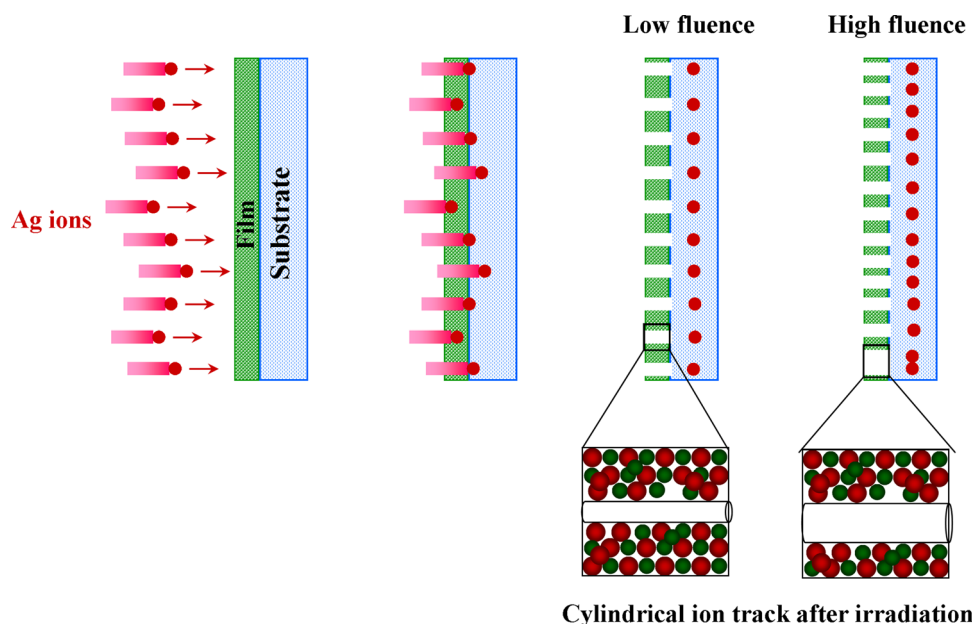 Low fluence
High fluence
Ag ions
Film
Substrate
Cylindrical ion track after irradiation